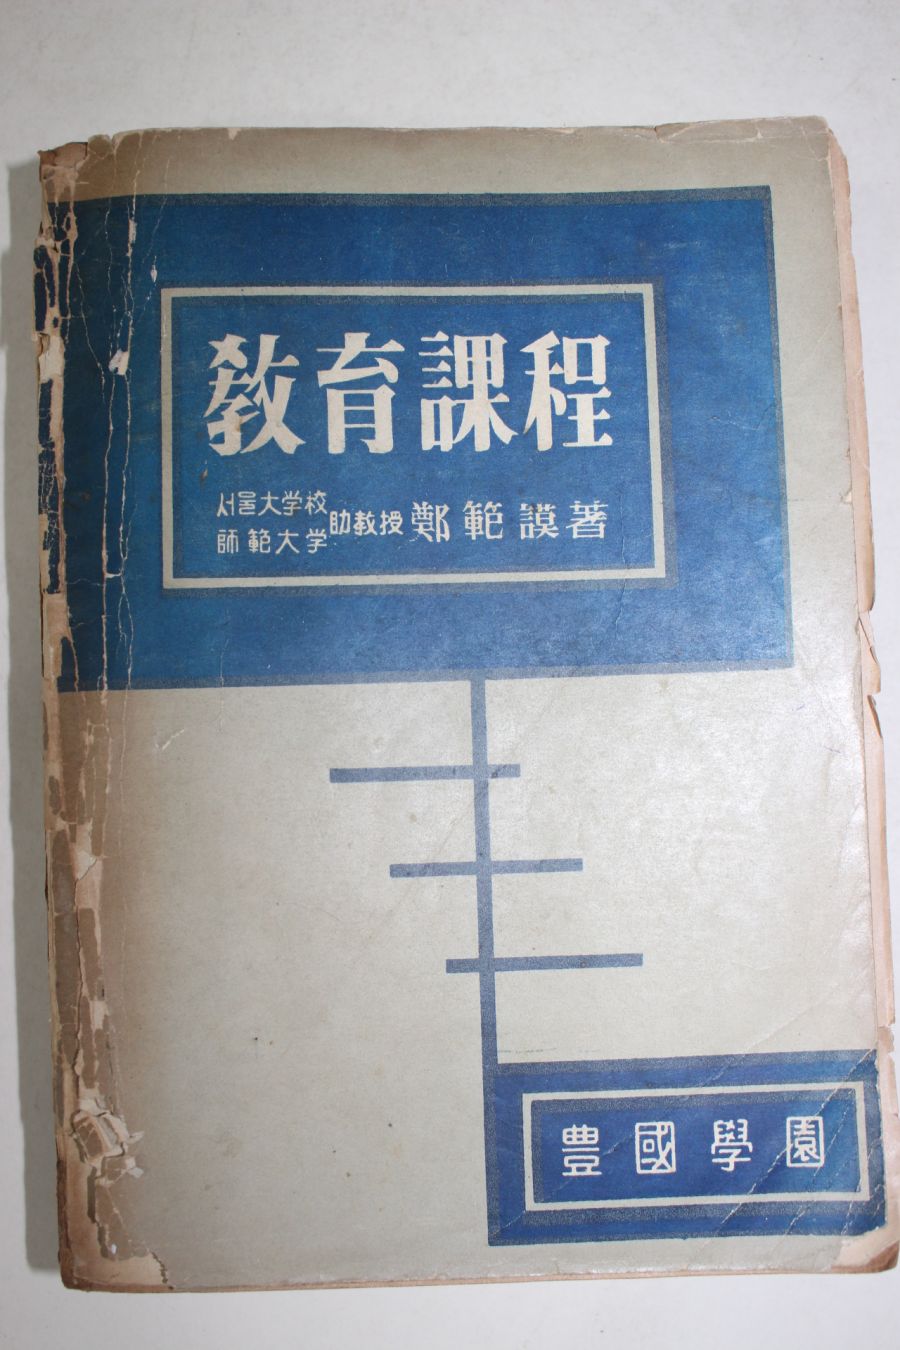 敎育課程
서울大学校
師範大学
助教授 鄭範謨著
豊國學園